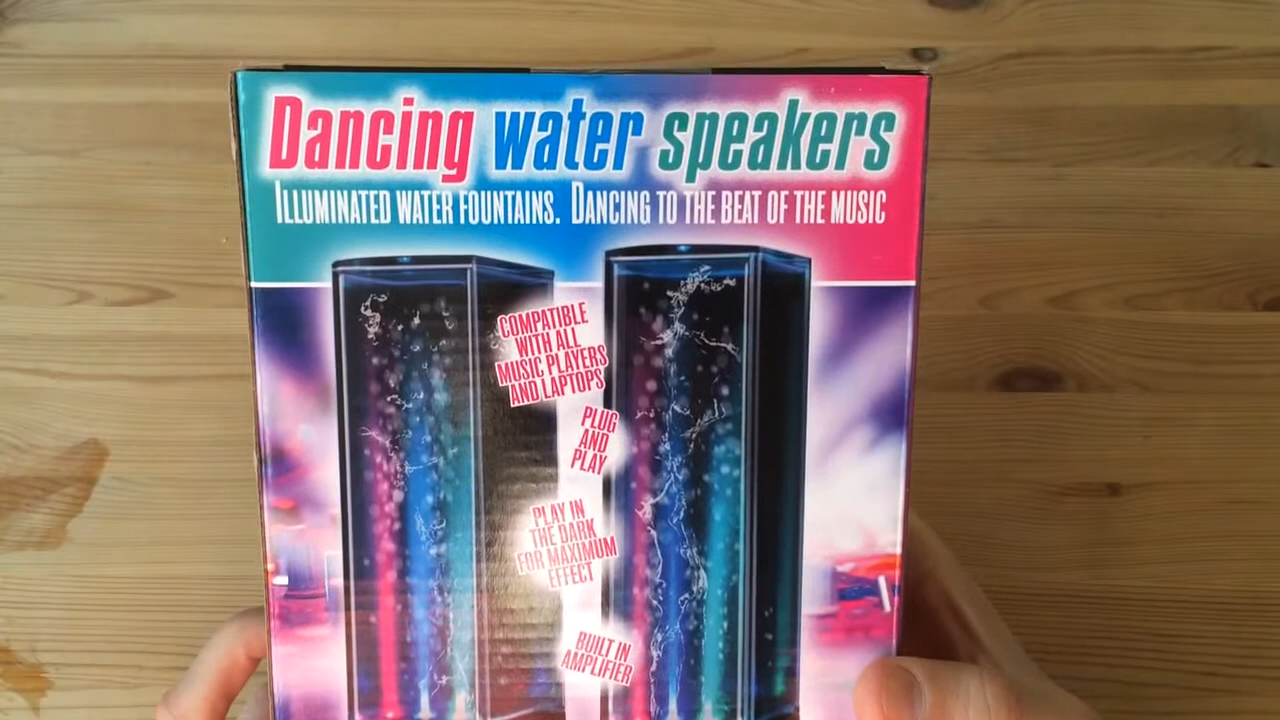 Dancing water speakers
ILLUMINATED WATER FOUNTAINS. DANCING TO THE BEAT OF THE MUSIC
COMPATIBLE
WITH ALL
MUSIC PLAYERS
AND LAPTOPS
PLUG
AND
PLAY
PLAY IN
THE DARK
FOR MAXIMUM
EFFECT
BUILT IN
AMPLIFIER